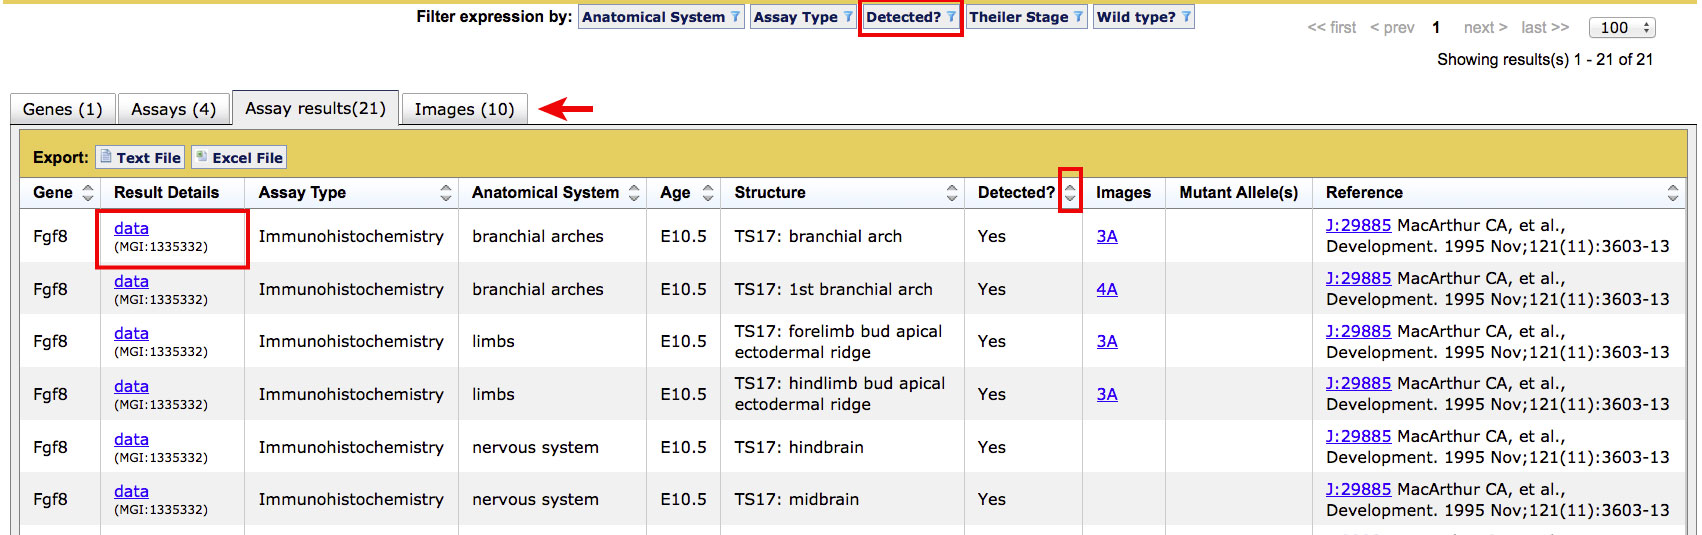 Filter expression by: Anatomical System Assay Type Detected? Theiler Stage Wild type?
<< first < prev 1 next > last >> 100
Showing results(s) 1 - 21 of 21
Genes (1) Assays (4) Assay results(21) Images (10)
Export: Text File Excel File
Gene Result Details Assay Type Anatomical System Age Structure Detected? Images Mutant Allele(s) Reference
Fgf8 data (MGI:1335332) Immunohistochemistry branchial arches E10.5 TS17: branchial arch Yes 3A J:29885 MacArthur CA, et al., Development. 1995 Nov;121(11):3603-13
Fgf8 data (MGI:1335332) Immunohistochemistry branchial arches E10.5 TS17: 1st branchial arch Yes 4A J:29885 MacArthur CA, et al., Development. 1995 Nov;121(11):3603-13
Fgf8 data (MGI:1335332) Immunohistochemistry limbs E10.5 TS17: forelimb bud apical ectodermal ridge Yes 3A J:29885 MacArthur CA, et al., Development. 1995 Nov;121(11):3603-13
Fgf8 data (MGI:1335332) Immunohistochemistry limbs E10.5 TS17: hindlimb bud apical ectodermal ridge Yes 3A J:29885 MacArthur CA, et al., Development. 1995 Nov;121(11):3603-13
Fgf8 data (MGI:1335332) Immunohistochemistry nervous system E10.5 TS17: hindbrain Yes J:29885 MacArthur CA, et al., Development. 1995 Nov;121(11):3603-13
Fgf8 data (MGI:1335332) Immunohistochemistry nervous system E10.5 TS17: midbrain Yes J:29885 MacArthur CA, et al., Development. 1995 Nov;121(11):3603-13